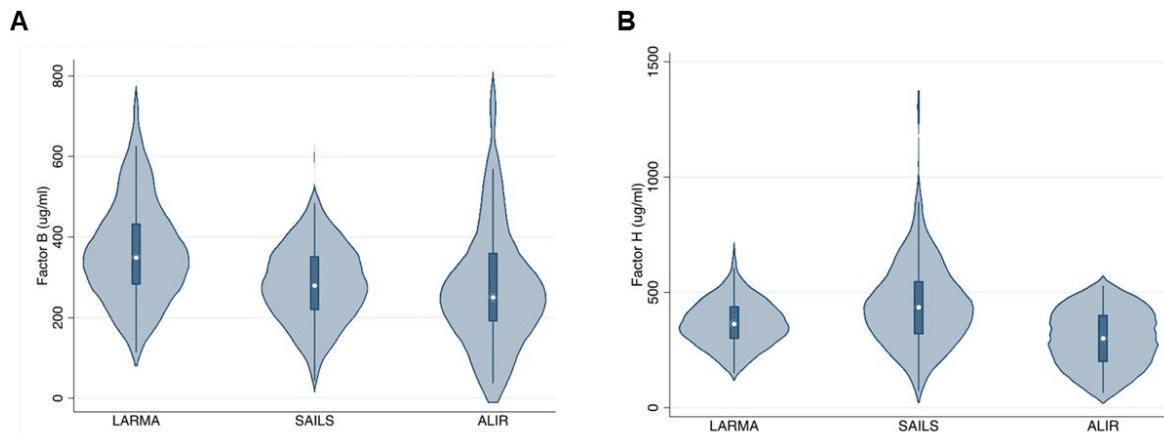 A
Factor B (ug/ml)
800
600
400
200
0
LARMA SAILS ALIR
B
Factor H (ug/ml)
1500
1000
500
0
LARMA SAILS ALIR